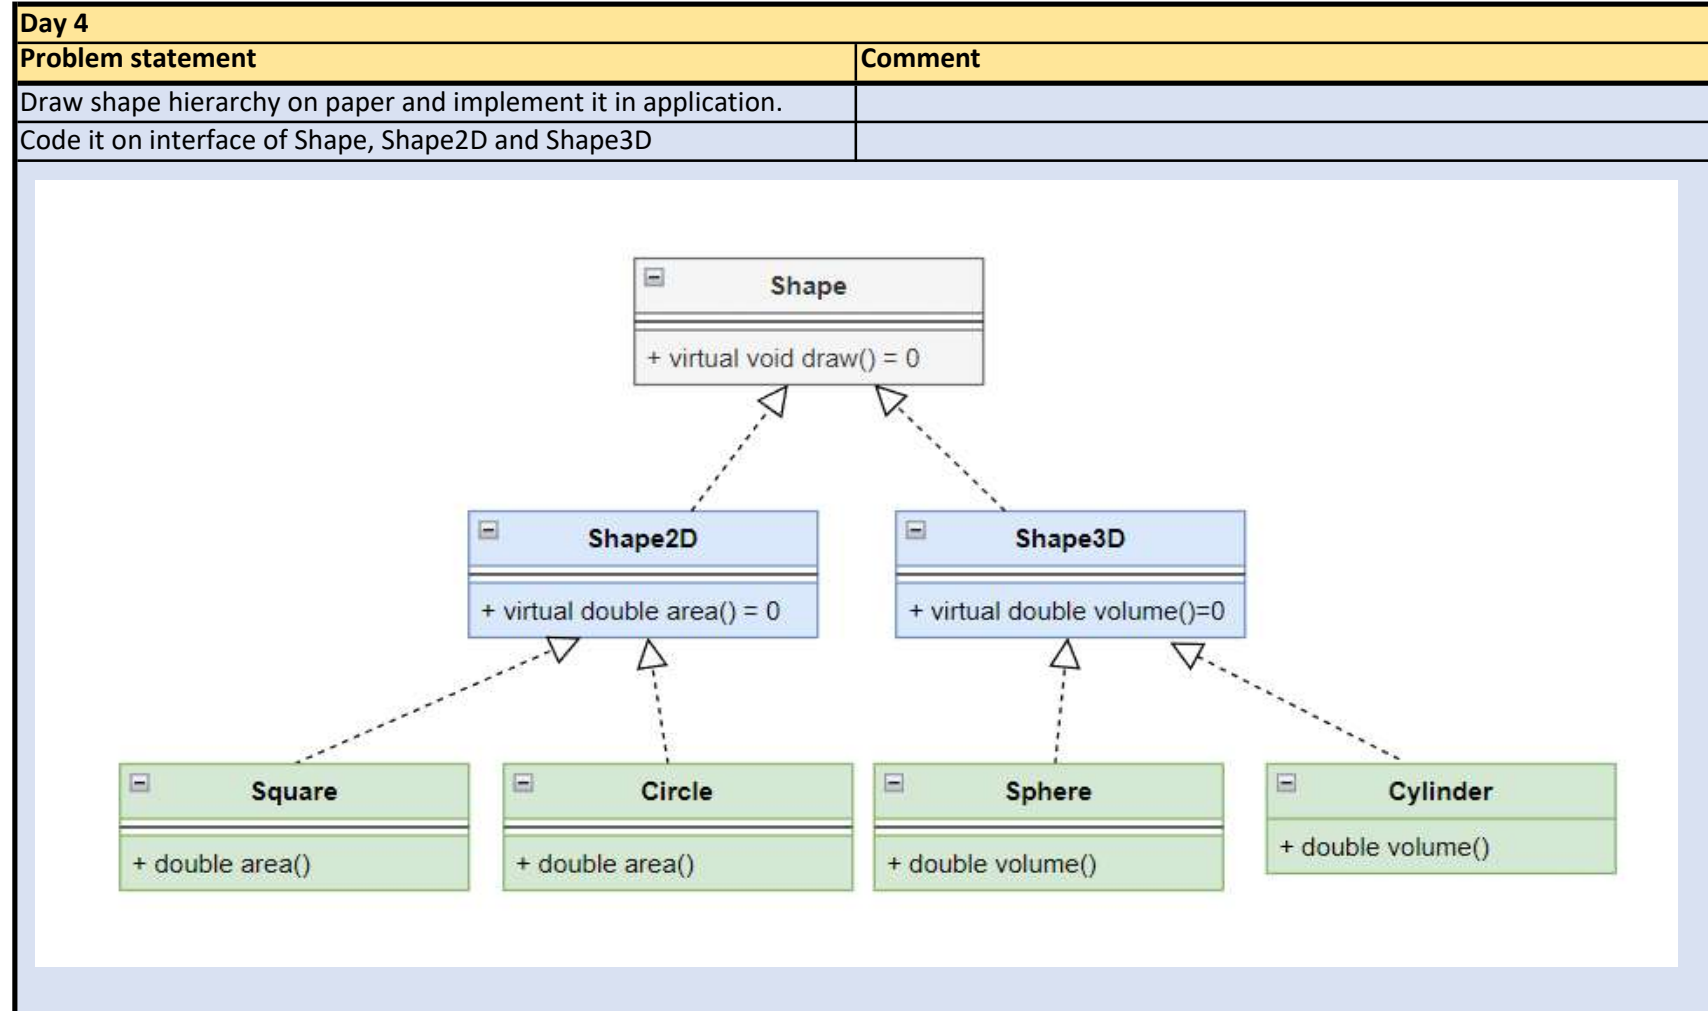 Day 4
Problem statement
Comment
Draw shape hierarchy on paper and implement it in application.
Code it on interface of Shape, Shape2D and Shape3D
Shape
+ virtual void draw() = 0
Shape2D
+ virtual double area() = 0
Shape3D
+ virtual double volume()=0
Square
+ double area()
Circle
+ double area()
Sphere
+ double volume()
Cylinder
+ double volume()